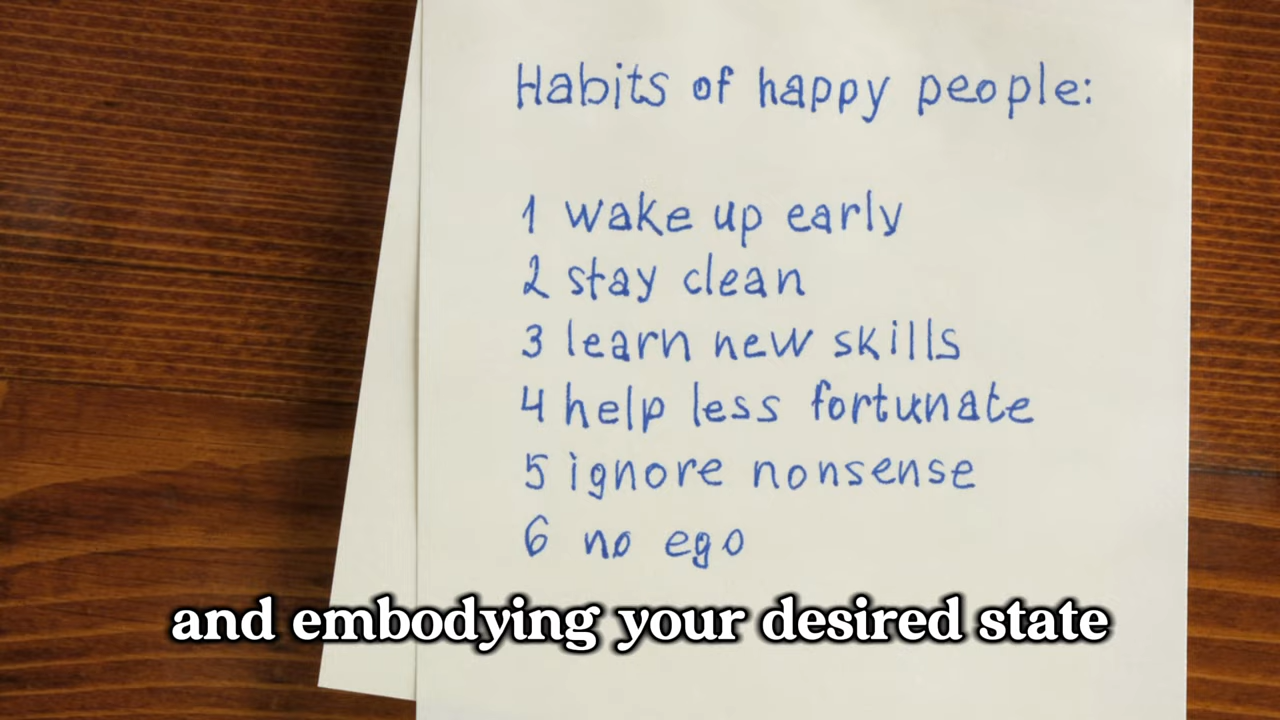 Habits of happy people:
1 wake up early
2 stay clean
3 learn new skills
4 help less fortunate
5 ignore nonsense
6 no ego
and embodying your desired state